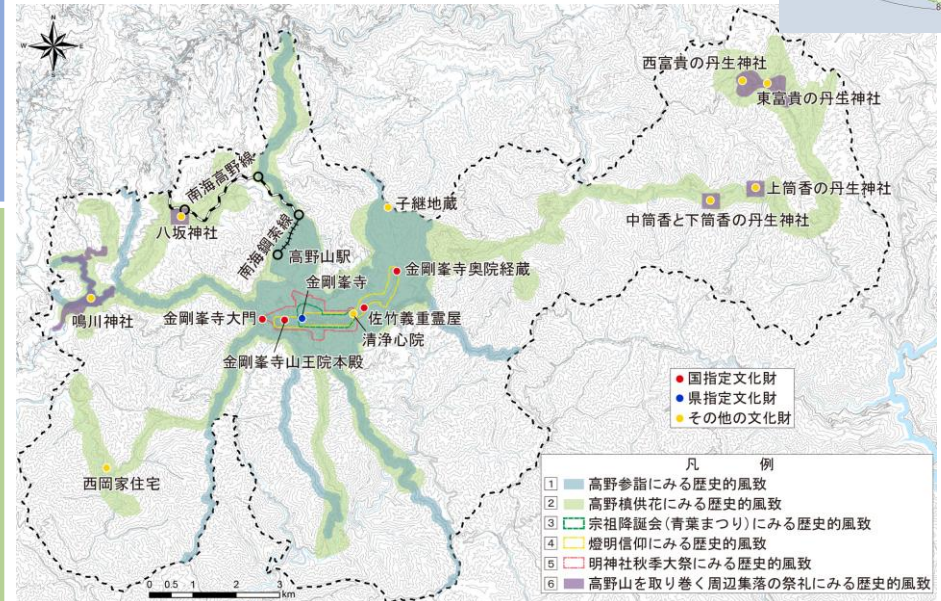 N
W
E
S
8
西富貴の丹生神社
東富貴の丹生神社
上筒香の丹生神社
中筒香と下筒香の丹生神社
南海高野線
子継地蔵
八坂神社
南海鋼索線
高野山駅
金剛峯寺奥院経蔵
金剛峯寺
鳴川神社
金剛峯寺大門
佐竹義重霊屋
清浄心院
金剛峯寺山王院本殿
西岡家住宅
国指定文化財
県指定文化財
その他の文化財
凡 例
1 高野参詣にみる歴史的風致
2 高野槙供花にみる歴史的風致
3 宗祖降誕会(青葉まつり)にみる歴史的風致
4 燈明信仰にみる歴史的風致
5 明神社秋季大祭にみる歴史的風致
6 高野山を取り巻く周辺集落の祭礼にみる歴史的風致
0 0.5 1 2 3
km